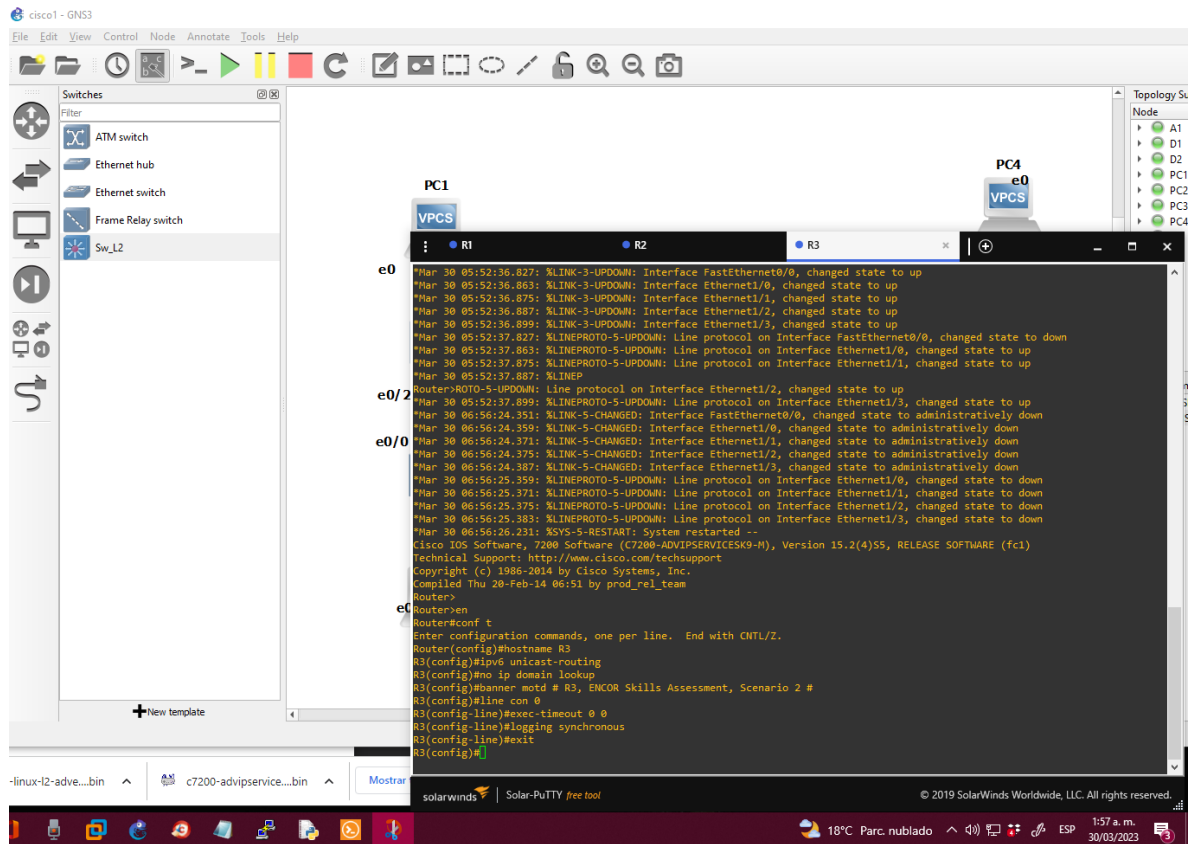 cisco1 - GNS3
File Edit View Control Node Annotate Tools Help
Switches
Filter
ATM switch
Ethernet hub
Ethernet switch
Frame Relay switch
Sw_L2
New template
Topology Su
Node
A1
D1
D2
PC1
PC2
PC3
PC4
PC1
VPCS
e0
PC4
e0
VPCS
e0/2
e0/0
R1
R2
R3
*Mar 30 05:52:36.827: %LINK-3-UPDOWN: Interface FastEthernet0/0, changed state to up
*Mar 30 05:52:36.863: %LINK-3-UPDOWN: Interface Ethernet1/0, changed state to up
*Mar 30 05:52:36.875: %LINK-3-UPDOWN: Interface Ethernet1/1, changed state to up
*Mar 30 05:52:36.887: %LINK-3-UPDOWN: Interface Ethernet1/2, changed state to up
*Mar 30 05:52:36.899: %LINK-3-UPDOWN: Interface Ethernet1/3, changed state to up
*Mar 30 05:52:37.827: %LINEPROTO-5-UPDOWN: Line protocol on Interface FastEthernet0/0, changed state to down
*Mar 30 05:52:37.863: %LINEPROTO-5-UPDOWN: Line protocol on Interface Ethernet1/0, changed state to up
*Mar 30 05:52:37.875: %LINEPROTO-5-UPDOWN: Line protocol on Interface Ethernet1/1, changed state to up
*Mar 30 05:52:37.887: %LINEP
Router>ROTO-5-UPDOWN: Line protocol on Interface Ethernet1/2, changed state to up
*Mar 30 05:52:37.899: %LINEPROTO-5-UPDOWN: Line protocol on Interface Ethernet1/3, changed state to up
*Mar 30 06:56:24.351: %LINK-5-CHANGED: Interface FastEthernet0/0, changed state to administratively down
*Mar 30 06:56:24.359: %LINK-5-CHANGED: Interface Ethernet1/0, changed state to administratively down
*Mar 30 06:56:24.371: %LINK-5-CHANGED: Interface Ethernet1/1, changed state to administratively down
*Mar 30 06:56:24.375: %LINK-5-CHANGED: Interface Ethernet1/2, changed state to administratively down
*Mar 30 06:56:24.387: %LINK-5-CHANGED: Interface Ethernet1/3, changed state to administratively down
*Mar 30 06:56:25.359: %LINEPROTO-5-UPDOWN: Line protocol on Interface Ethernet1/0, changed state to down
*Mar 30 06:56:25.371: %LINEPROTO-5-UPDOWN: Line protocol on Interface Ethernet1/1, changed state to down
*Mar 30 06:56:25.375: %LINEPROTO-5-UPDOWN: Line protocol on Interface Ethernet1/2, changed state to down
*Mar 30 06:56:25.383: %LINEPROTO-5-UPDOWN: Line protocol on Interface Ethernet1/3, changed state to down
*Mar 30 06:56:26.231: %SYS-5-RESTART: System restarted --
Cisco IOS Software, 7200 Software (C7200-ADVIPSERVICESK9-M), Version 15.2(4)S5, RELEASE SOFTWARE (fc1)
Technical Support: http://www.cisco.com/techsupport
Copyright (c) 1986-2014 by Cisco Systems, Inc.
Compiled Thu 20-Feb-14 06:51 by prod_rel_team
Router>
Router>en
Router#conf t
Enter configuration commands, one per line.  End with CNTL/Z.
Router(config)#hostname R3
R3(config)#ipv6 unicast-routing
R3(config)#no ip domain lookup
R3(config)#banner motd # R3, ENCOR Skills Assessment, Scenario 2 #
R3(config)#line con 0
R3(config-line)#exec-timeout 0 0
R3(config-line)#logging synchronous
R3(config-line)#exit
R3(config)#
solarwinds Solar-PuTTY free tool
© 2019 SolarWinds Worldwide, LLC. All rights reserved.
-linux-l2-adve....bin
c7200-advipservice....bin
Mostrar
18°C Parc. nublado
ESP
1:57 a. m.
30/03/2023
3